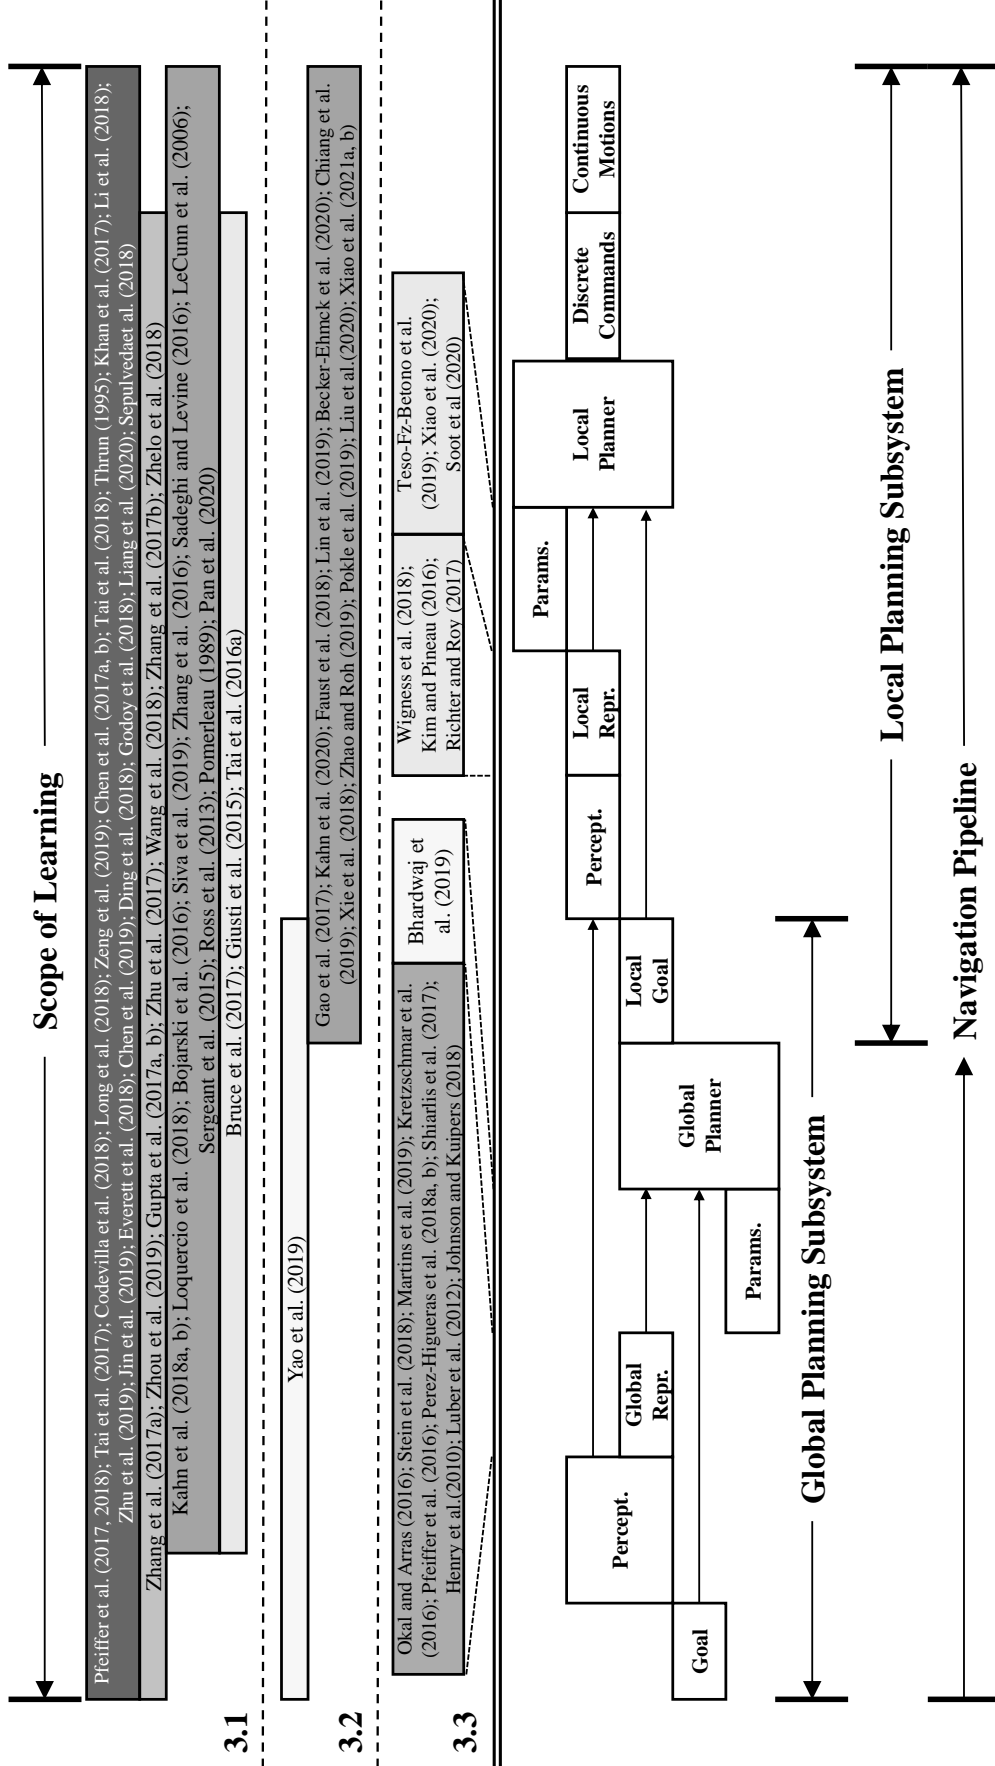 Scope of Learning
Pfeiffer et al. (2017, 2018); Tai et al. (2017); Codevilla et al. (2018); Long et al. (2018); Zeng et al. (2019); Chen et al. (2017a, b); Tai et al. (2018); Thrun (1995); Khan et al. (2017); Li et al. (2018);
Zhu et al. (2019); Jin et al. (2019); Everett et al. (2018); Chen et al. (2019); Ding et al. (2018); Godoy et al. (2018); Liang et al. (2020); Sepulvedaet al. (2018)
Zhang et al. (2017a); Zhou et al. (2019); Gupta et al. (2017a, b); Zhu et al. (2017); Wang et al. (2018); Zhang et al. (2017b); Zhelo et al. (2018)
Kahn et al. (2018a, b); Loquercio et al. (2018); Bojarski et al. (2016); Siva et al. (2019); Zhang et al. (2016); Sadeghi and Levine (2016); LeCunn et al. (2006);
Sergeant et al. (2015); Ross et al. (2013); Pomerleau (1989); Pan et al. (2020)
Bruce et al. (2017); Giusti et al. (2015); Tai et al. (2016a)
3.1
Yao et al. (2019)
Gao et al. (2017); Kahn et al. (2020); Faust et al. (2018); Lin et al. (2019); Becker-Ehmck et al. (2020); Chiang et al.
(2019); Xie et al. (2018); Zhao and Roh (2019); Pokle et al. (2019); Liu et al.(2020); Xiao et al. (2021a, b)
3.2
Okal and Arras (2016); Stein et al. (2018); Martins et al. (2019); Kretzschmar et al.
(2016); Pfeiffer et al. (2016); Perez-Higueras et al. (2018a, b); Shiarlis et al. (2017);
Henry et al.(2010); Luber et al. (2012); Johnson and Kuipers (2018)
Bhardwaj et
al. (2019)
Wigness et al. (2018);
Kim and Pineau (2016);
Richter and Roy (2017)
Teso-Fz-Betono et al.
(2019); Xiao et al. (2020);
Soot et al (2020)
3.3
Goal
Percept.
Global
Repr.
Params.
Global
Planner
Local
Goal
Percept.
Local
Repr.
Params.
Local
Planner
Discrete
Commands
Continuous
Motions
Global Planning Subsystem
Local Planning Subsystem
Navigation Pipeline